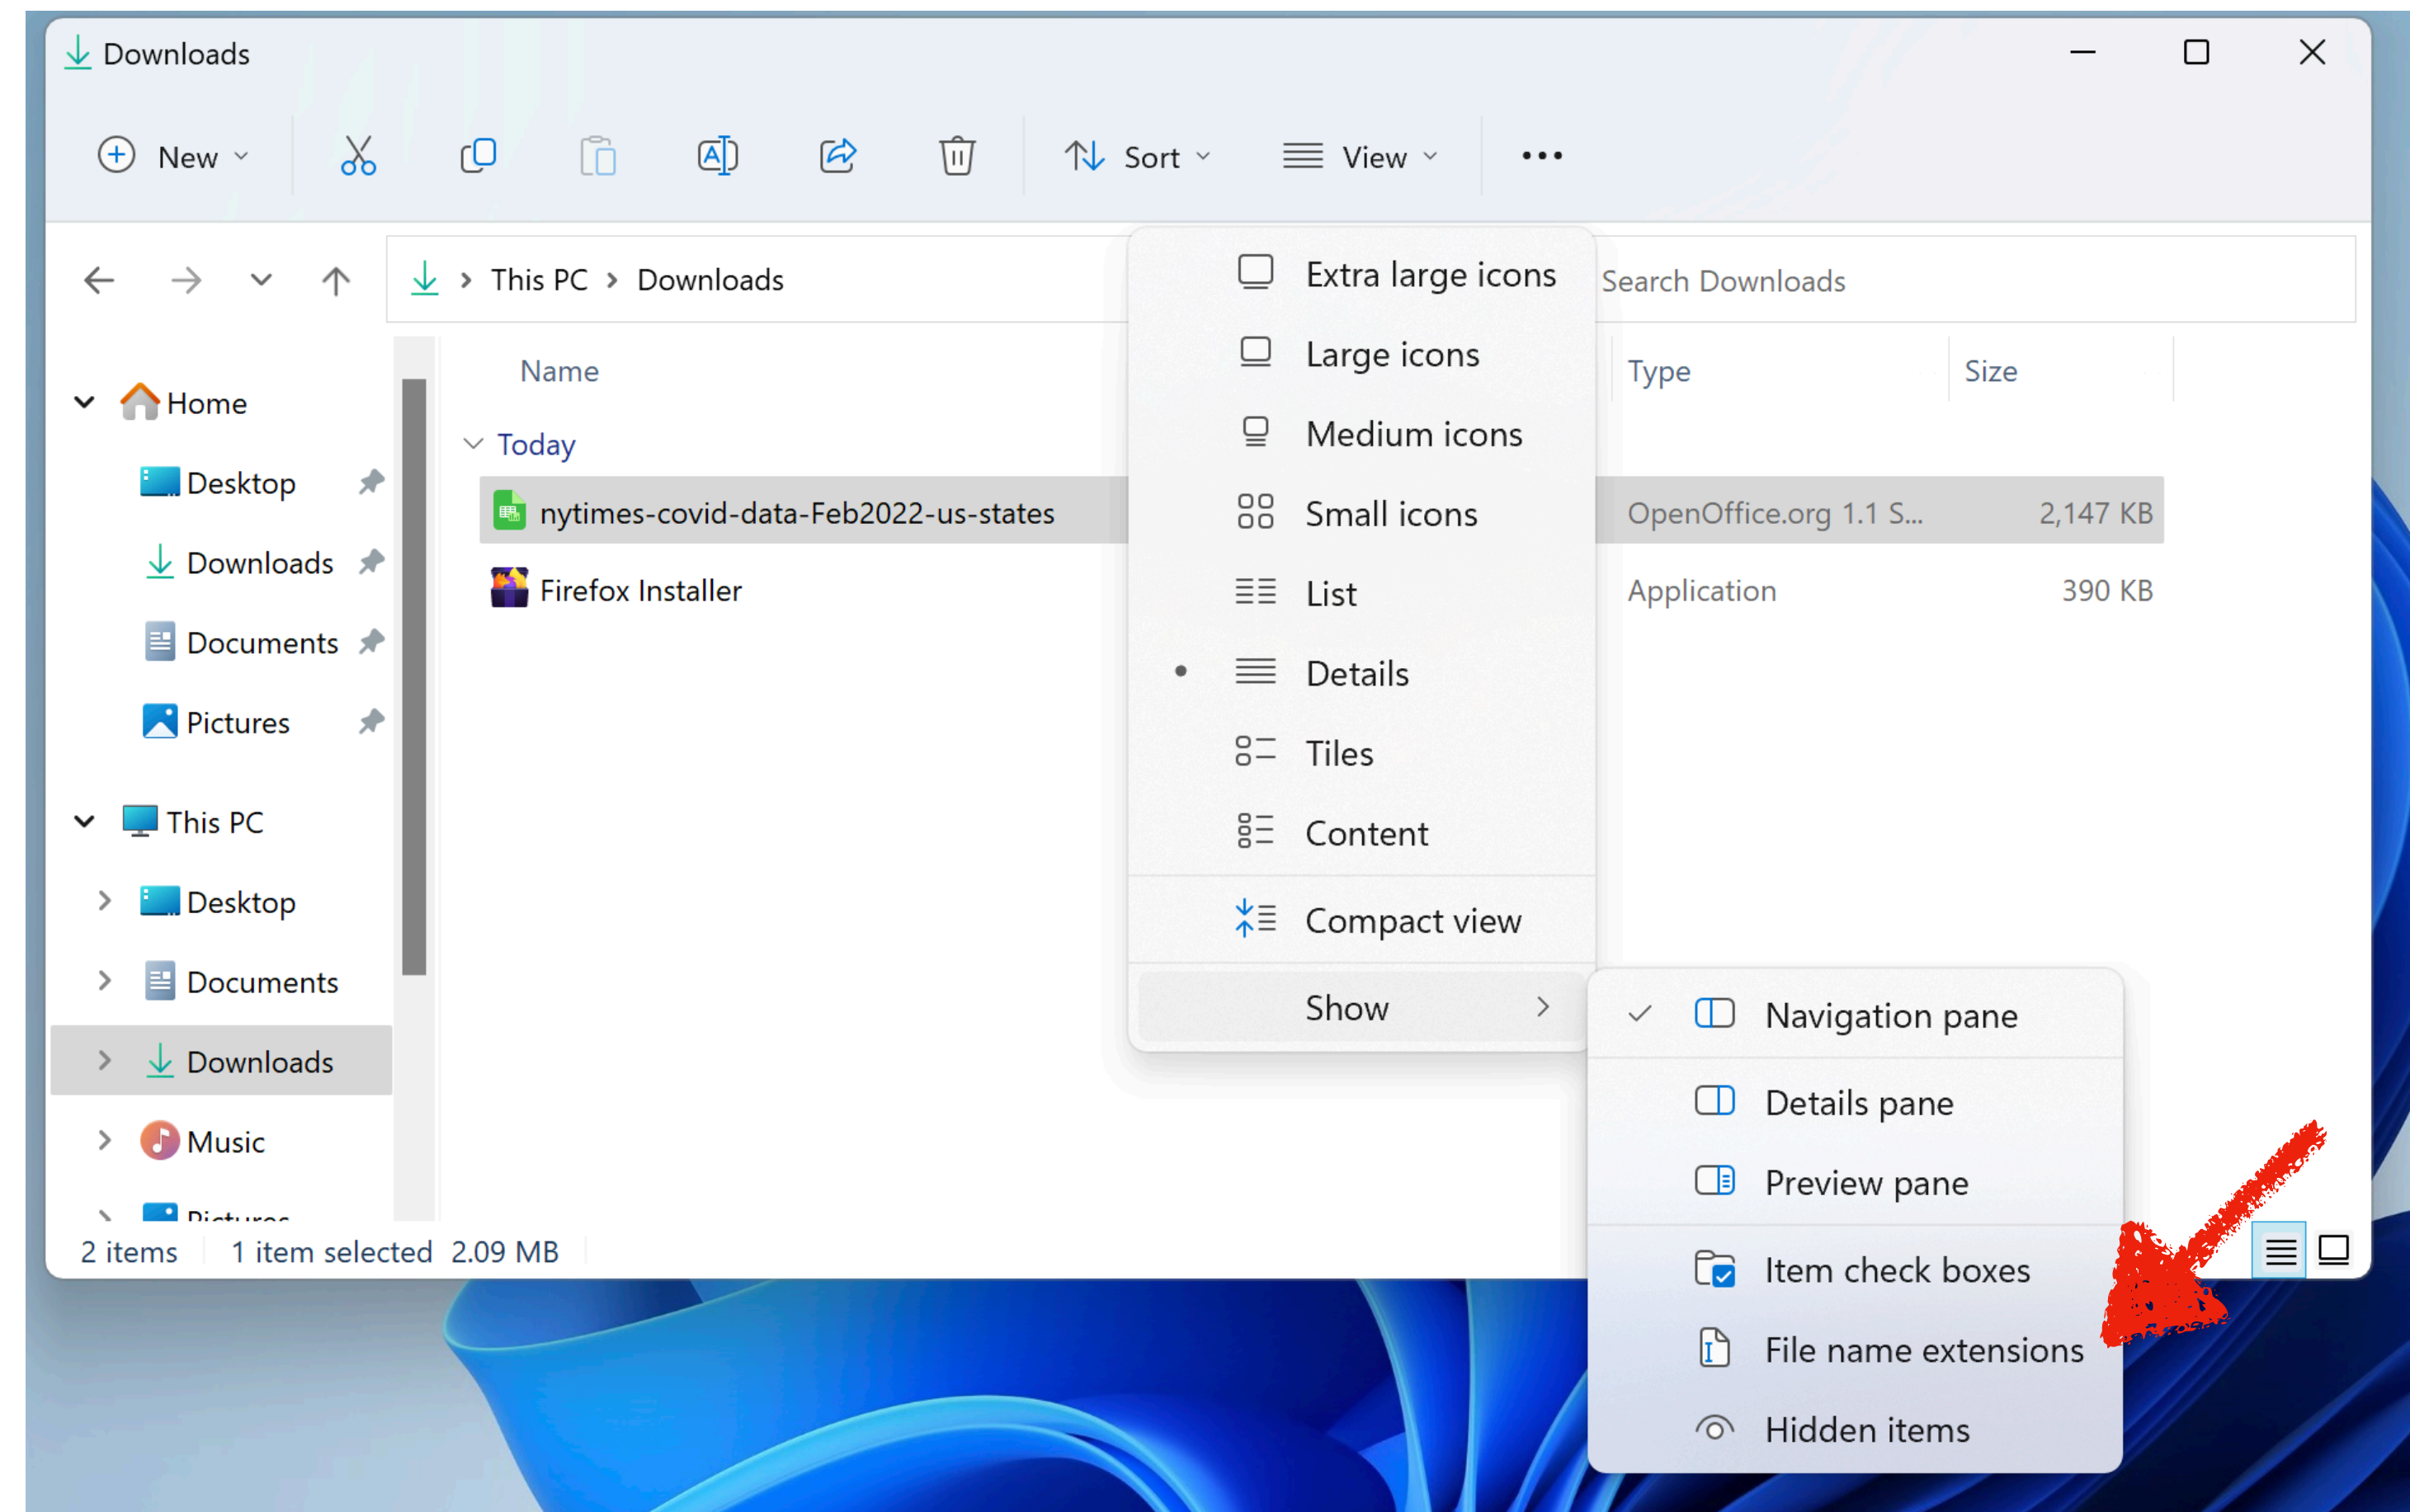 Downloads
New
Sort
View
This PC > Downloads
Search Downloads
Name
Type
Size
Today
nytimes-covid-data-Feb2022-us-states
OpenOffice.org 1.1 S...
2,147 KB
Firefox Installer
Application
390 KB
Home
Desktop
Downloads
Documents
Pictures
This PC
Desktop
Documents
Downloads
Music
Pictures
Extra large icons
Large icons
Medium icons
Small icons
List
Details
Tiles
Content
Compact view
Show
Navigation pane
Details pane
Preview pane
Item check boxes
File name extensions
Hidden items
2 items
1 item selected 2.09 MB